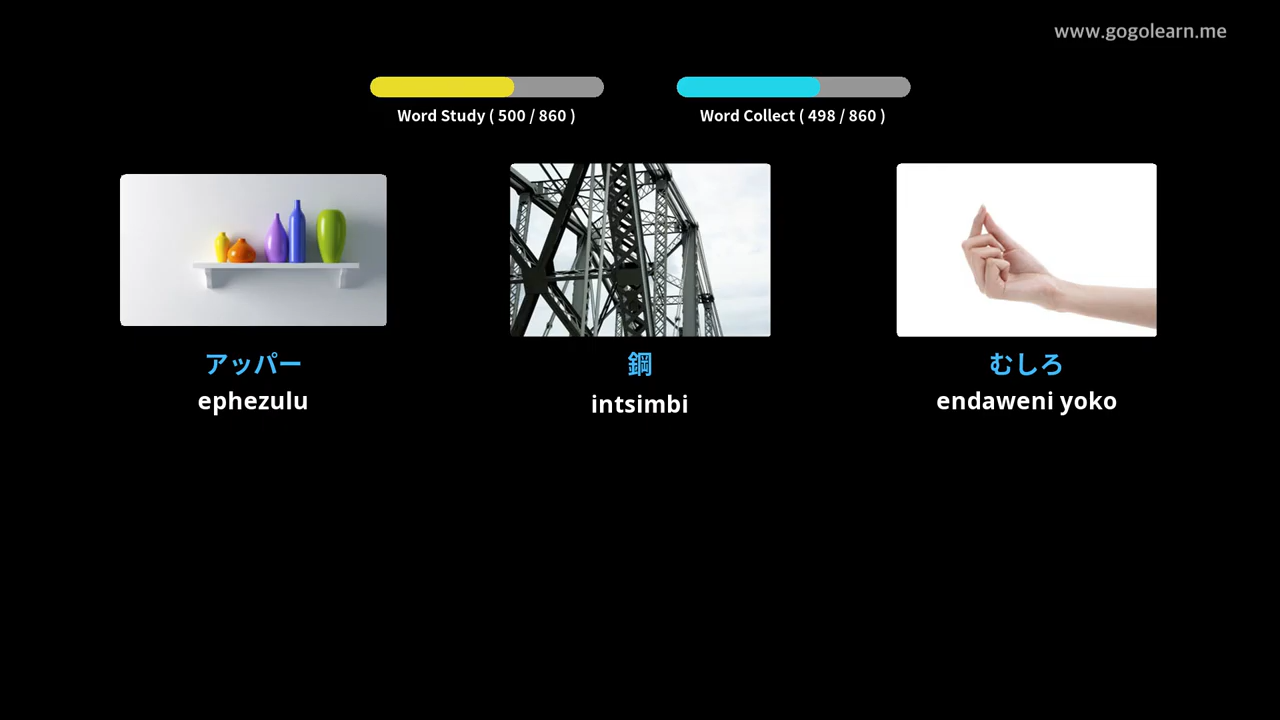 www.gogolearn.me
Word Study ( 500 / 860 )
Word Collect ( 498 / 860 )
アッパー
ephezulu
鋼
intsimbi
むしろ
endaweni yoko